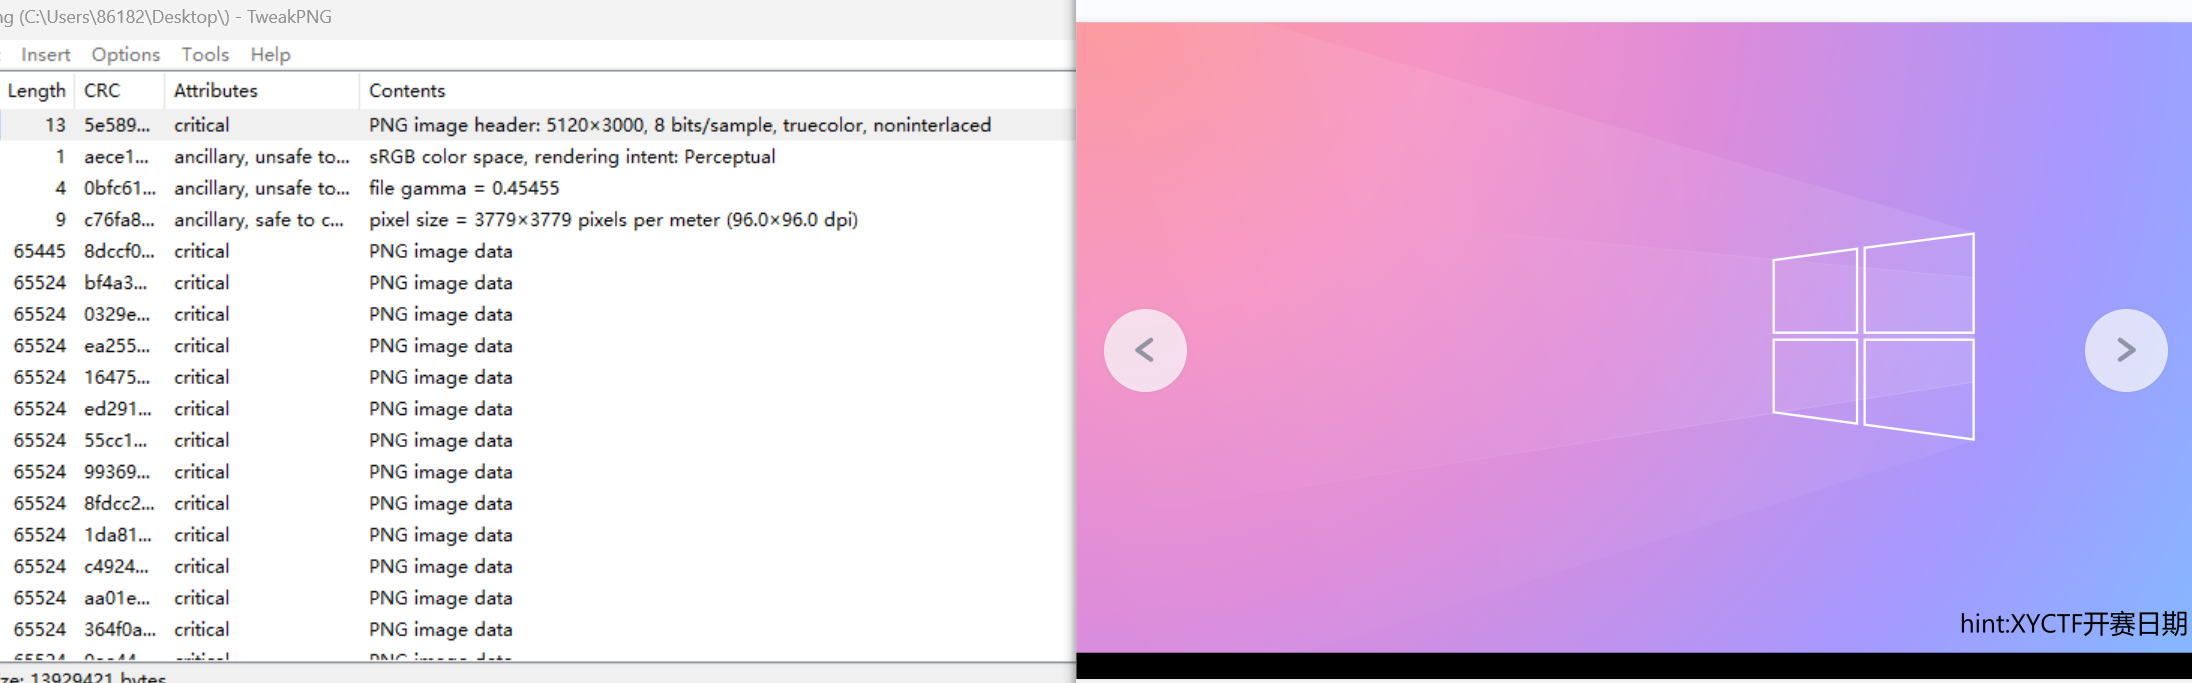 ng (C:\Users\86182\Desktop\) - TweakPNG
Insert Options Tools Help
Length CRC Attributes Contents
13 5e589... critical PNG image header: 5120×3000, 8 bits/sample, truecolor, noninterlaced
1 aece1... ancillary, unsafe to... sRGB color space, rendering intent: Perceptual
4 0bfc61... ancillary, unsafe to... file gamma = 0.45455
9 c76fa8... ancillary, safe to c... pixel size = 3779×3779 pixels per meter (96.0×96.0 dpi)
65445 8dccf0... critical PNG image data
65524 bf4a3... critical PNG image data
65524 0329e... critical PNG image data
65524 ea255... critical PNG image data
65524 16475... critical PNG image data
65524 ed291... critical PNG image data
65524 55cc1... critical PNG image data
65524 99369... critical PNG image data
65524 8fdcc2... critical PNG image data
65524 1da81... critical PNG image data
65524 c4924... critical PNG image data
65524 aa01e... critical PNG image data
65524 364f0a... critical PNG image data
ze: 13929421 bytes
hint:XYCTF开赛日期